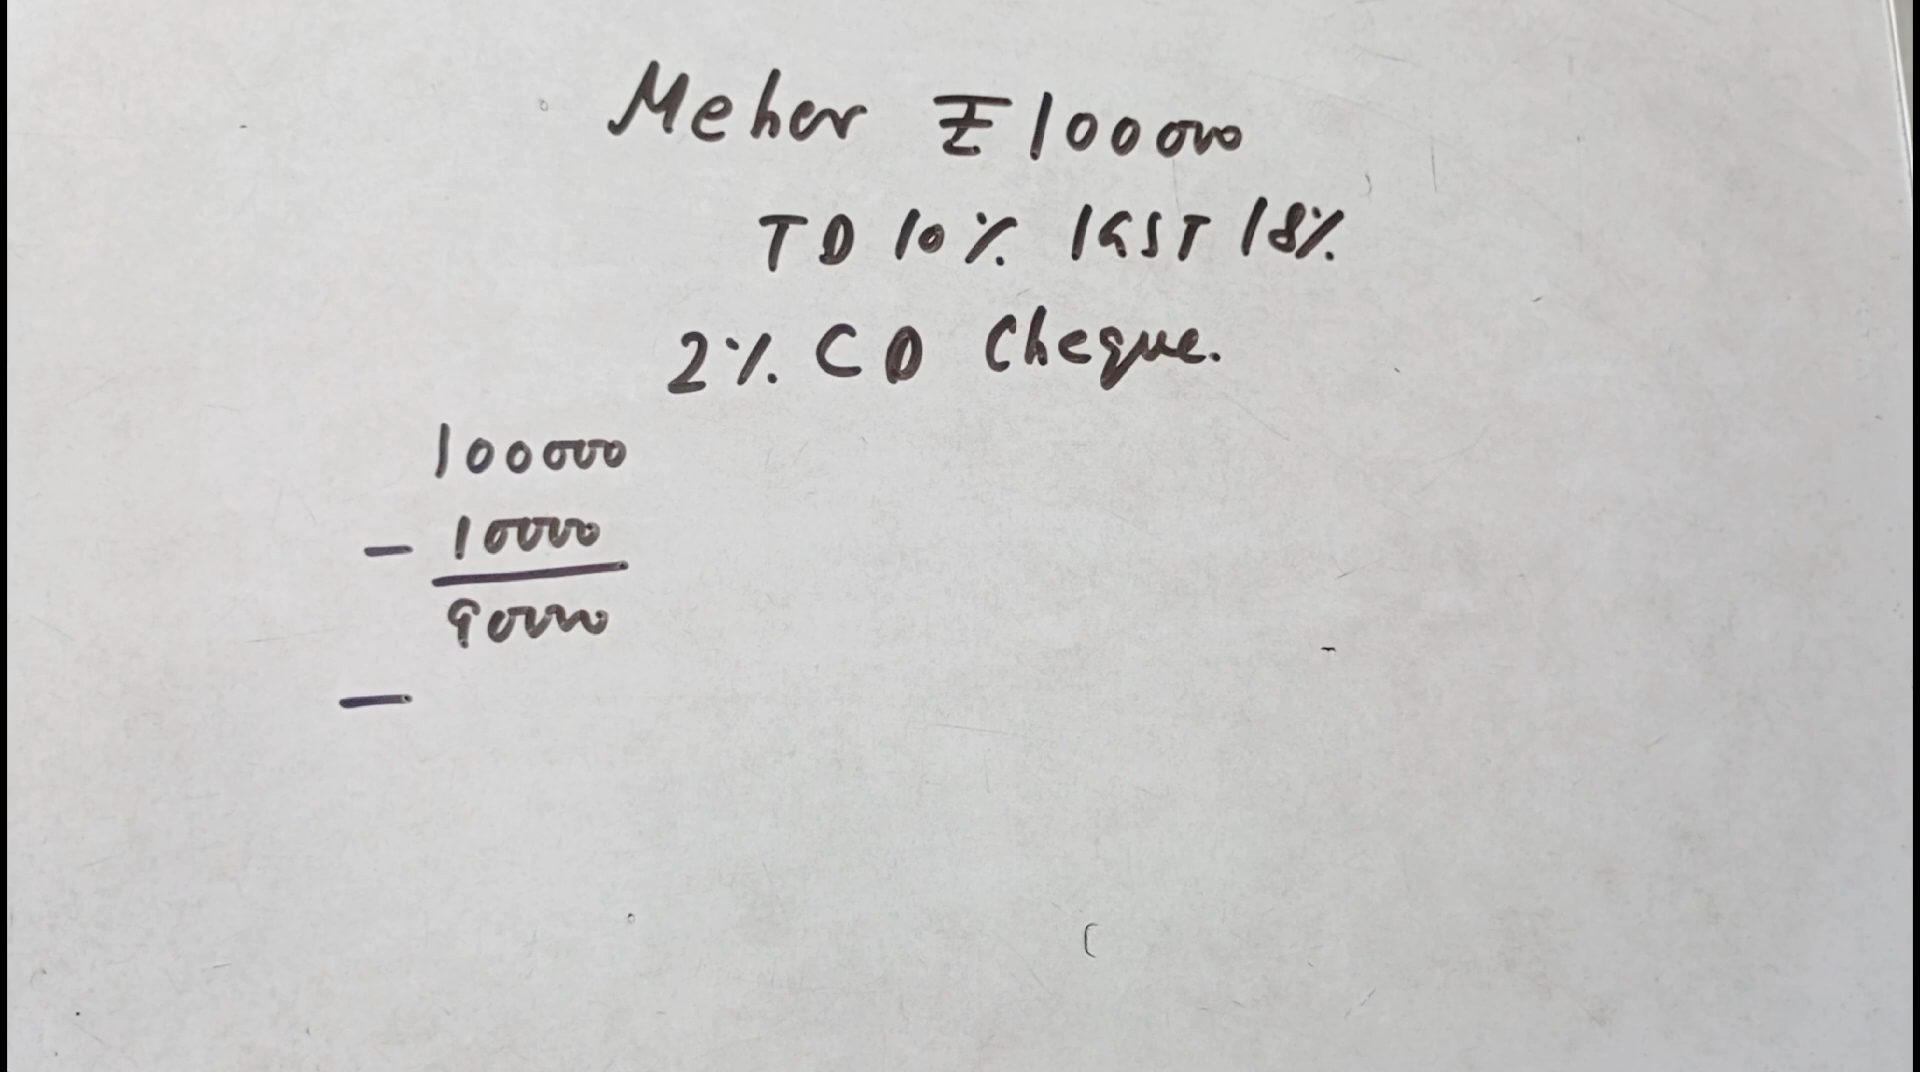 Meher ₹ 100000
TD 10% IGST 18%
2% CD Cheque.
100000
- 10000
90000
-